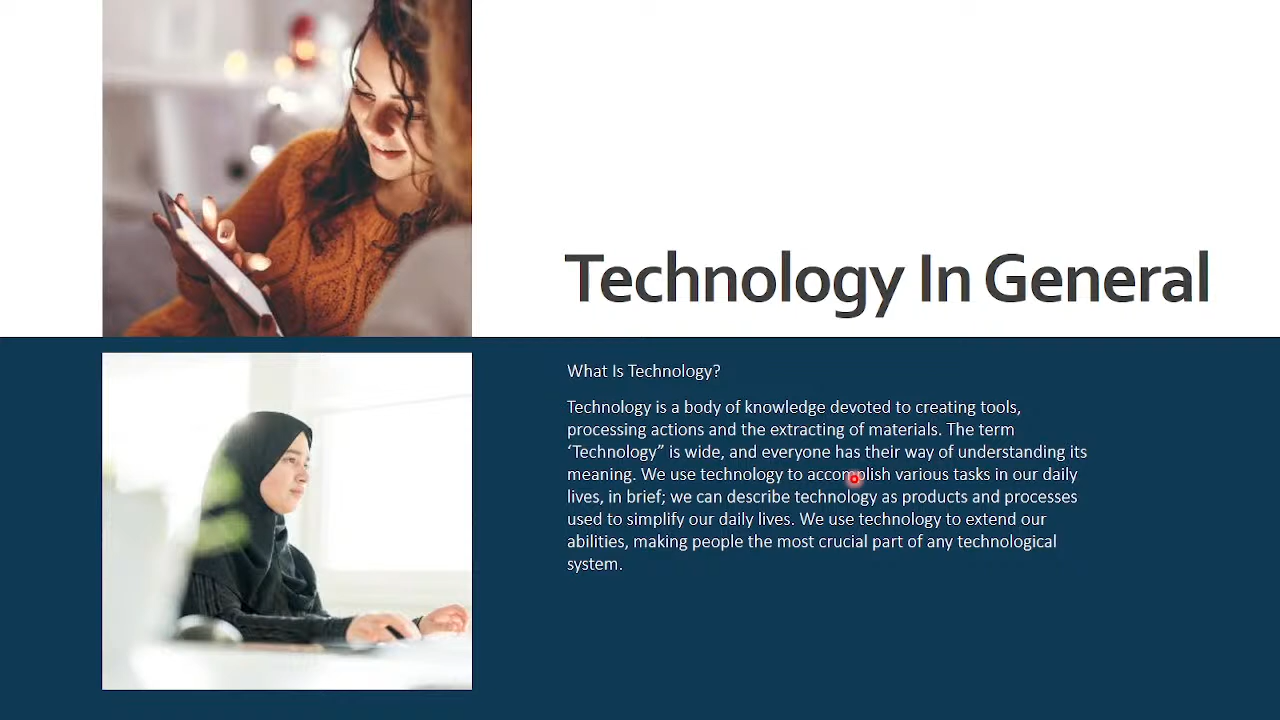 Technology In General
What Is Technology?
Technology is a body of knowledge devoted to creating tools,
processing actions and the extracting of materials. The term
‘Technology” is wide, and everyone has their way of understanding its
meaning. We use technology to accomplish various tasks in our daily
lives, in brief; we can describe technology as products and processes
used to simplify our daily lives. We use technology to extend our
abilities, making people the most crucial part of any technological
system.